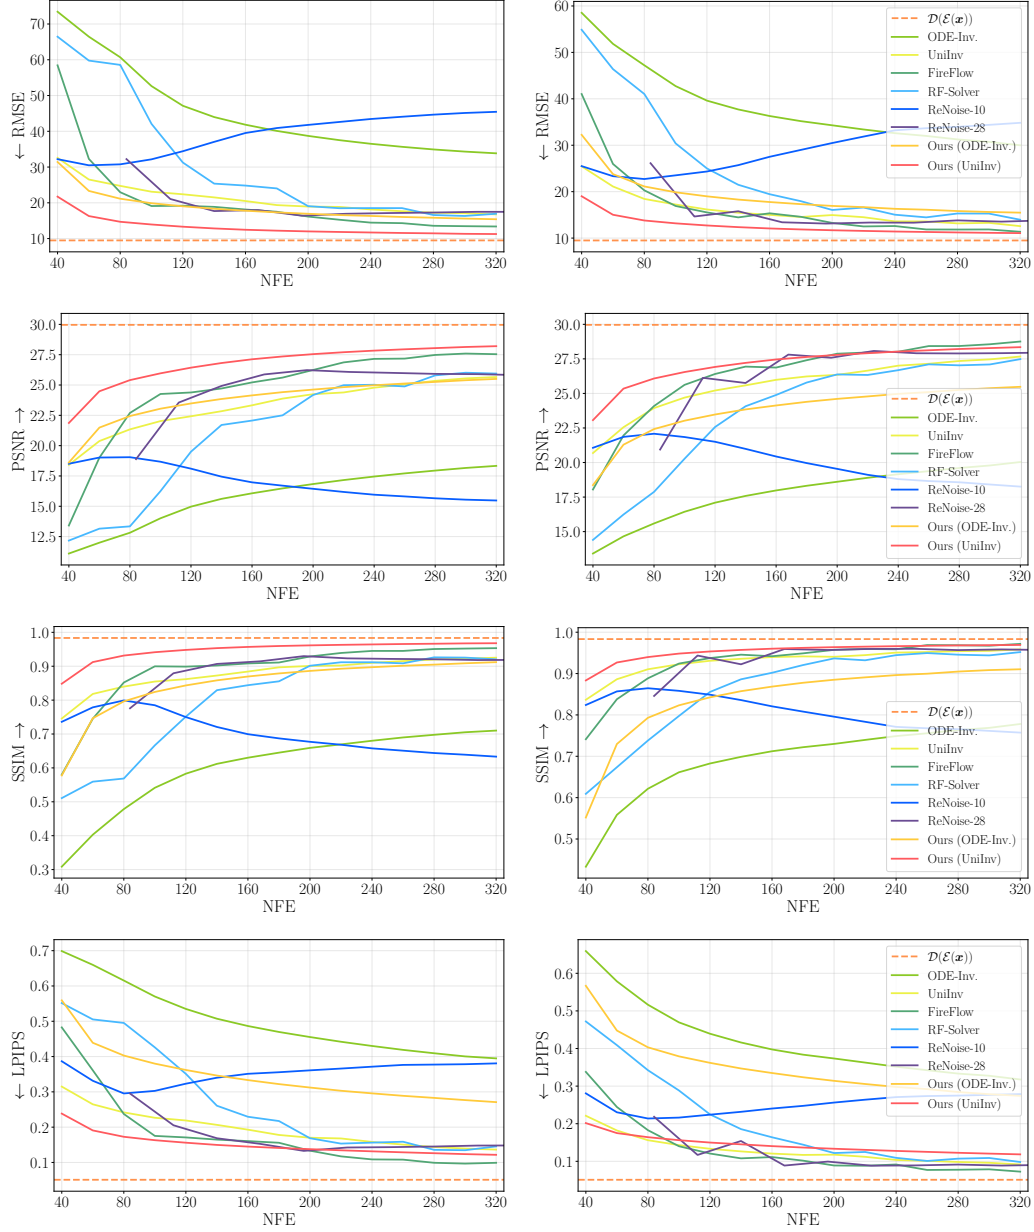 ← RMSE
70
60
50
40
30
20
10
40 80 120 160 200 240 280 320
NFE
← RMSE
60
50
40
30
20
10
40 80 120 160 200 240 280 320
NFE
𝒟(ℰ(𝒙))
ODE-Inv.
UniInv
FireFlow
RF-Solver
ReNoise-10
ReNoise-28
Ours (ODE-Inv.)
Ours (UniInv)
PSNR →
30.0
27.5
25.0
22.5
20.0
17.5
15.0
12.5
40 80 120 160 200 240 280 320
NFE
PSNR →
30.0
27.5
25.0
22.5
20.0
17.5
15.0
40 80 120 160 200 240 280 320
NFE
𝒟(ℰ(𝒙))
ODE-Inv.
UniInv
FireFlow
RF-Solver
ReNoise-10
ReNoise-28
Ours (ODE-Inv.)
Ours (UniInv)
SSIM →
1.0
0.9
0.8
0.7
0.6
0.5
0.4
0.3
40 80 120 160 200 240 280 320
NFE
SSIM →
1.0
0.9
0.8
0.7
0.6
0.5
40 80 120 160 200 240 280 320
NFE
𝒟(ℰ(𝒙))
ODE-Inv.
UniInv
FireFlow
RF-Solver
ReNoise-10
ReNoise-28
Ours (ODE-Inv.)
Ours (UniInv)
← LPIPS
0.7
0.6
0.5
0.4
0.3
0.2
0.1
40 80 120 160 200 240 280 320
NFE
← LPIPS
0.6
0.5
0.4
0.3
0.2
0.1
40 80 120 160 200 240 280 320
NFE
𝒟(ℰ(𝒙))
ODE-Inv.
UniInv
FireFlow
RF-Solver
ReNoise-10
ReNoise-28
Ours (ODE-Inv.)
Ours (UniInv)